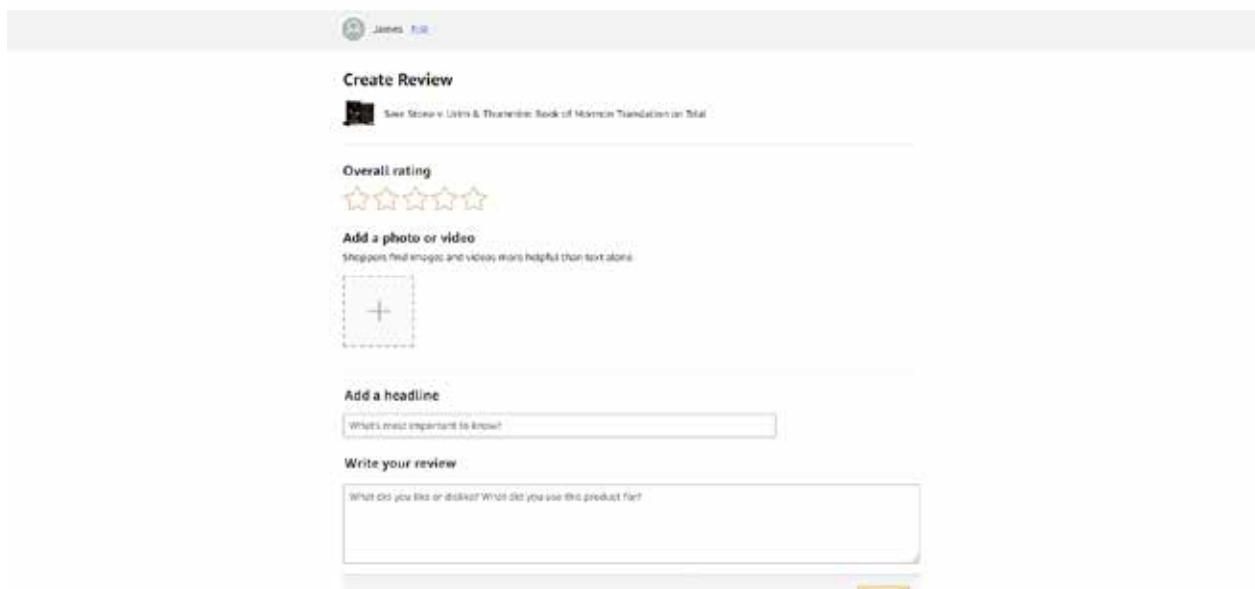 James Edit
Create Review
Seer Stone v. Urim & Thummim: Book of Mormon Translation on Trial
Overall rating
Add a photo or video
Shoppers find images and videos more helpful than text alone.
Add a headline
What's most important to know?
Write your review
What did you like or dislike? What did you use this product for?